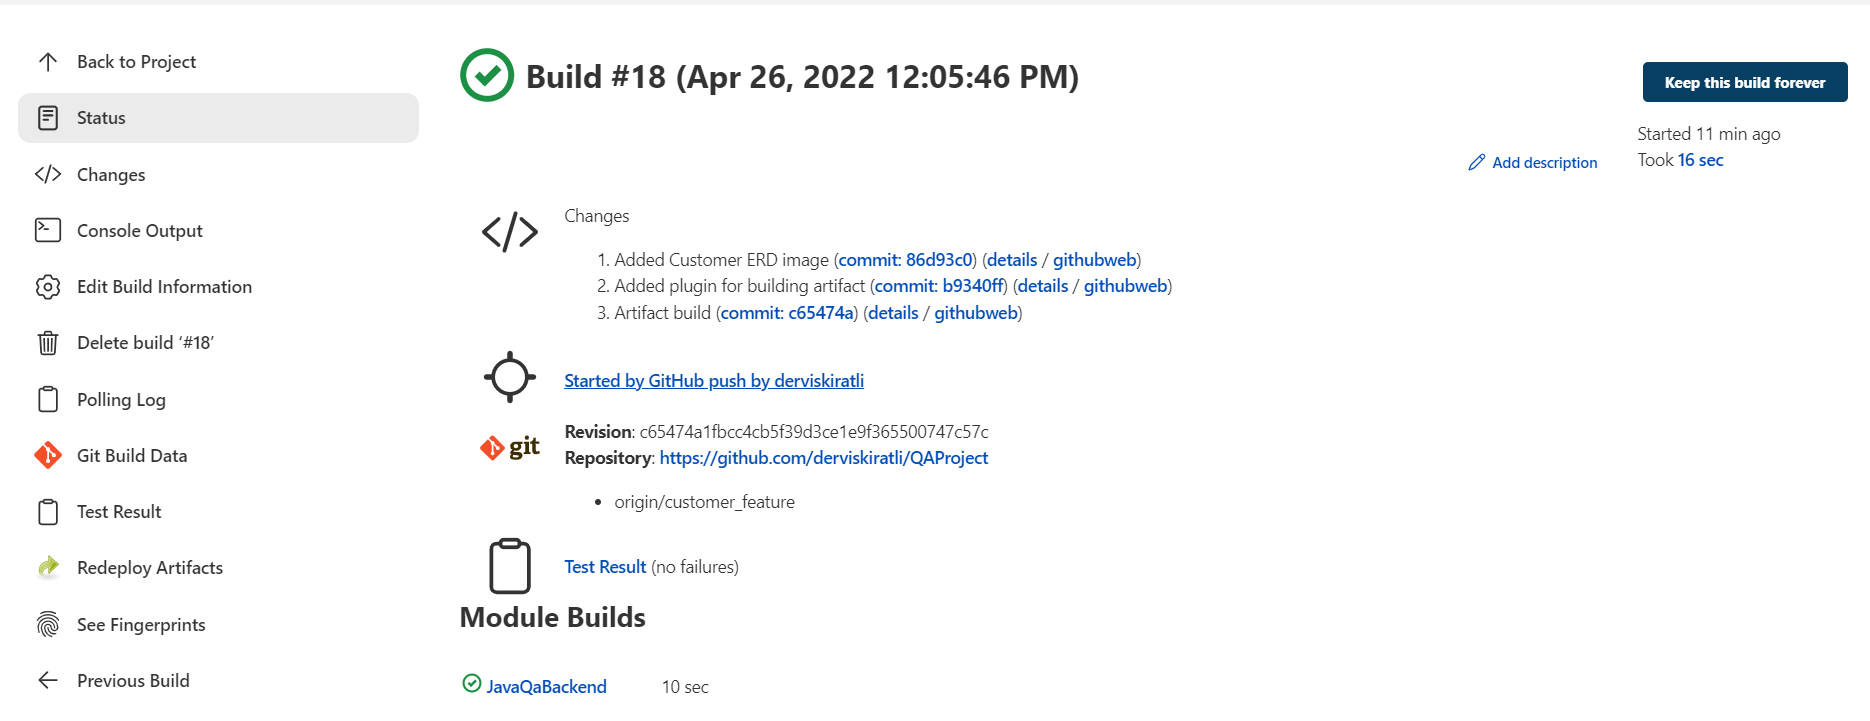 Back to Project
Status
Changes
Console Output
Edit Build Information
Delete build ‘#18’
Polling Log
Git Build Data
Test Result
Redeploy Artifacts
See Fingerprints
Previous Build
Build #18 (Apr 26, 2022 12:05:46 PM)
Keep this build forever
Started 11 min ago
Took 16 sec
Add description
Changes
1. Added Customer ERD image (commit: 86d93c0) (details / githubweb)
2. Added plugin for building artifact (commit: b9340ff) (details / githubweb)
3. Artifact build (commit: c65474a) (details / githubweb)
Started by GitHub push by derviskiratli
git
Revision: c65474a1fbcc4cb5f39d3ce1e9f365500747c57c
Repository: https://github.com/derviskiratli/QAProject
• origin/customer_feature
Test Result (no failures)
Module Builds
JavaQaBackend 10 sec